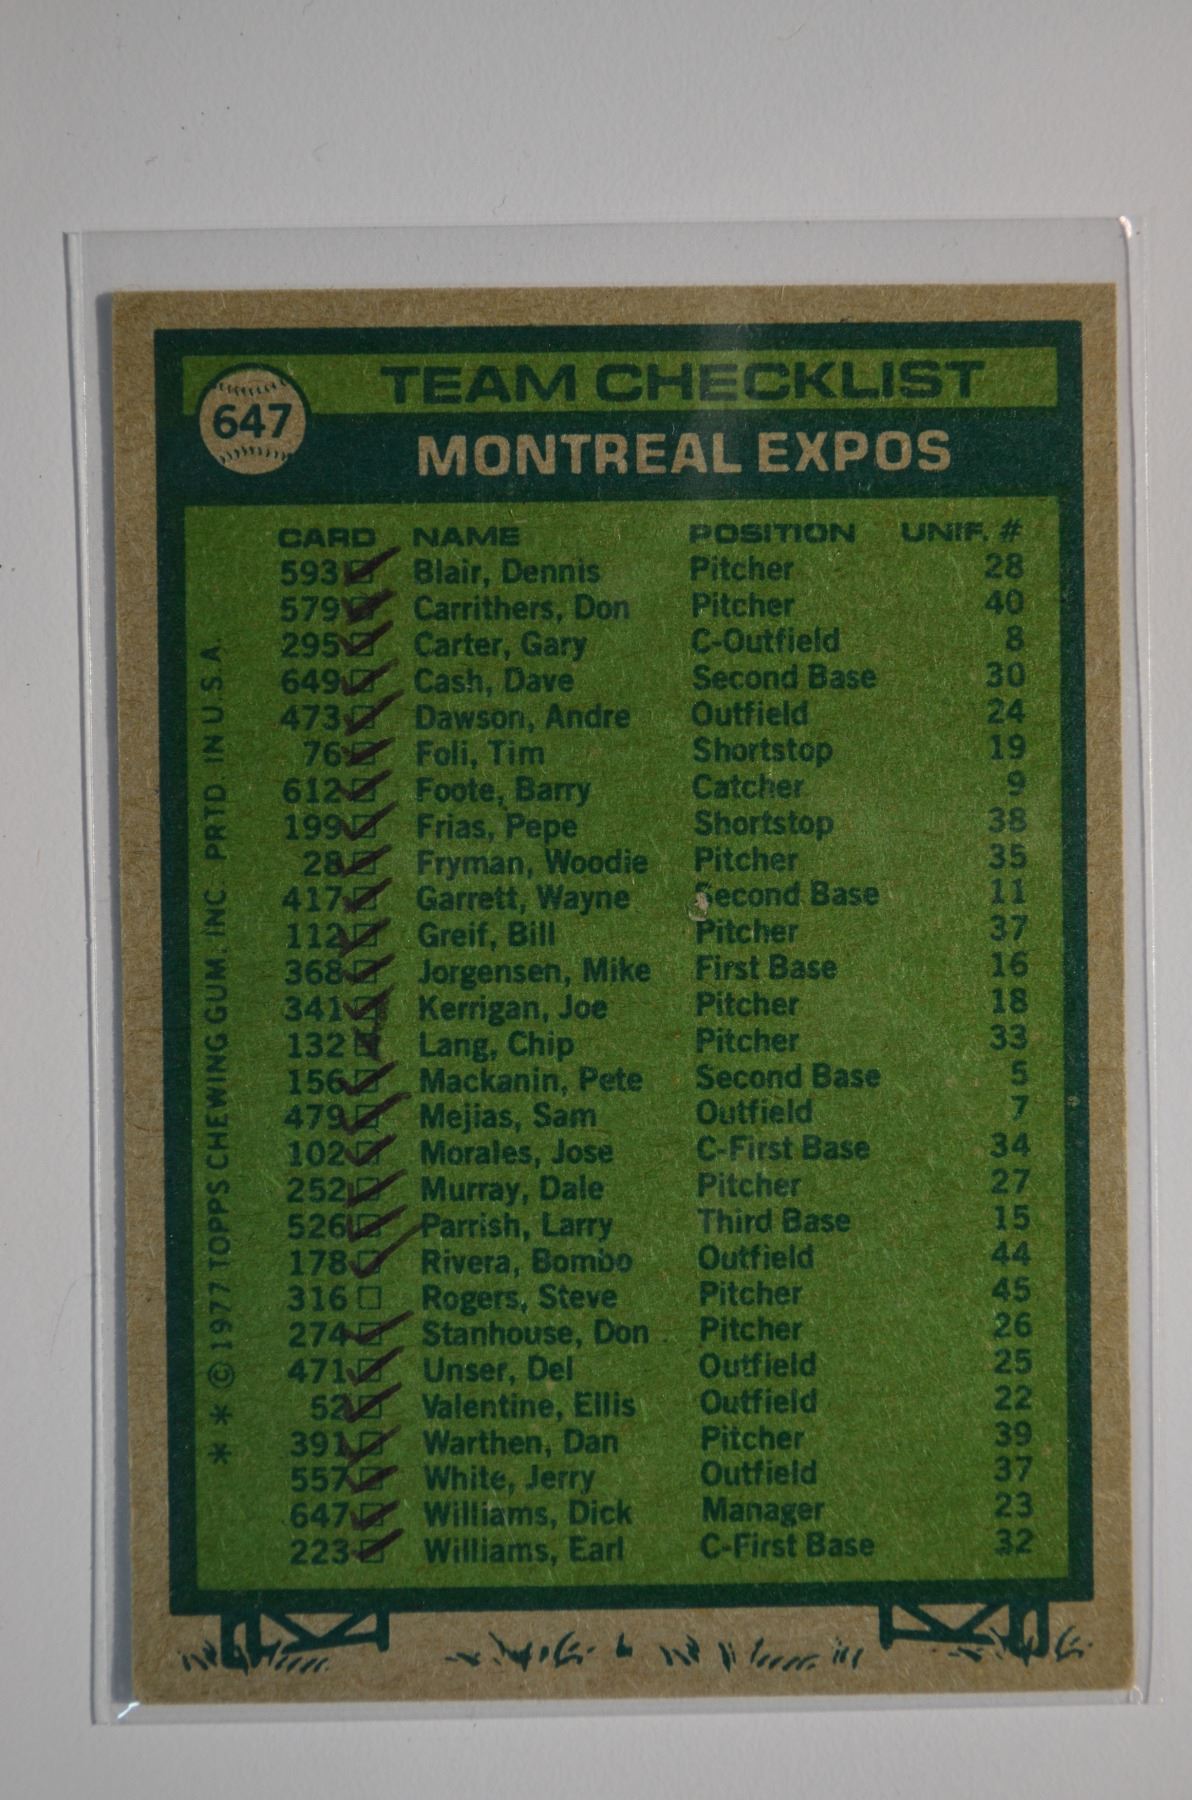 647
TEAM CHECKLIST
MONTREAL EXPOS
CARD NAME POSITION UNIF. #
593 Blair, Dennis Pitcher 28
579 Carrithers, Don Pitcher 40
295 Carter, Gary C-Outfield 8
649 Cash, Dave Second Base 30
473 Dawson, Andre Outfield 24
76 Foli, Tim Shortstop 19
612 Foote, Barry Catcher 9
199 Frias, Pepe Shortstop 38
28 Fryman, Woodie Pitcher 35
417 Garrett, Wayne Second Base 11
112 Greif, Bill Pitcher 37
368 Jorgensen, Mike First Base 16
341 Kerrigan, Joe Pitcher 18
132 Lang, Chip Pitcher 33
156 Mackanin, Pete Second Base 5
479 Mejias, Sam Outfield 7
102 Morales, Jose C-First Base 34
252 Murray, Dale Pitcher 27
526 Parrish, Larry Third Base 15
178 Rivera, Bombo Outfield 44
316 Rogers, Steve Pitcher 45
274 Stanhouse, Don Pitcher 26
471 Unser, Del Outfield 25
52 Valentine, Ellis Outfield 22
391 Warthen, Dan Pitcher 39
557 White, Jerry Outfield 37
647 Williams, Dick Manager 23
223 Williams, Earl C-First Base 32
* * © 1977 TOPPS CHEWING GUM, INC. PRTD. IN U.S.A.